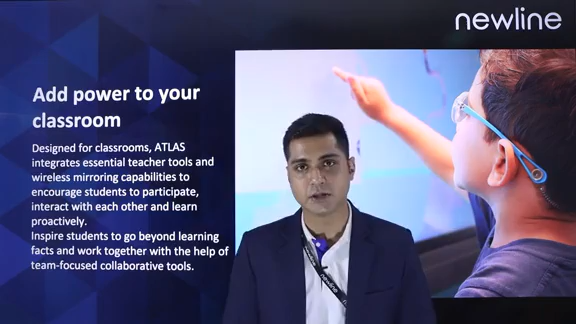 newline
Add power to your
classroom
Designed for classrooms, ATLAS
integrates essential teacher tools and
wireless mirroring capabilities to
encourage students to participate,
interact with each other and learn
proactively.
Inspire students to go beyond learning
facts and work together with the help of
team-focused collaborative tools.
newline